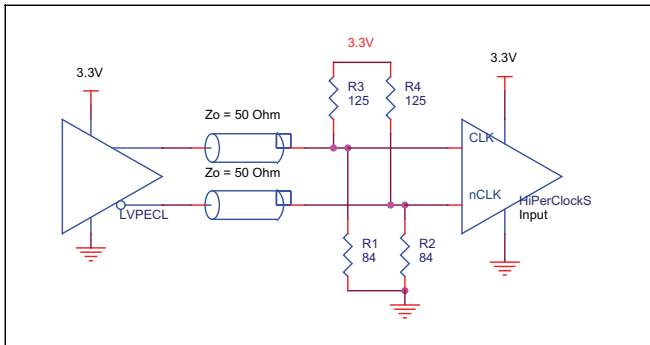 3.3V
3.3V
3.3V
R3
125
R4
125
Zo = 50 Ohm
CLK
Zo = 50 Ohm
nCLK
LVPECL
HiPerClockS
Input
R1
84
R2
84